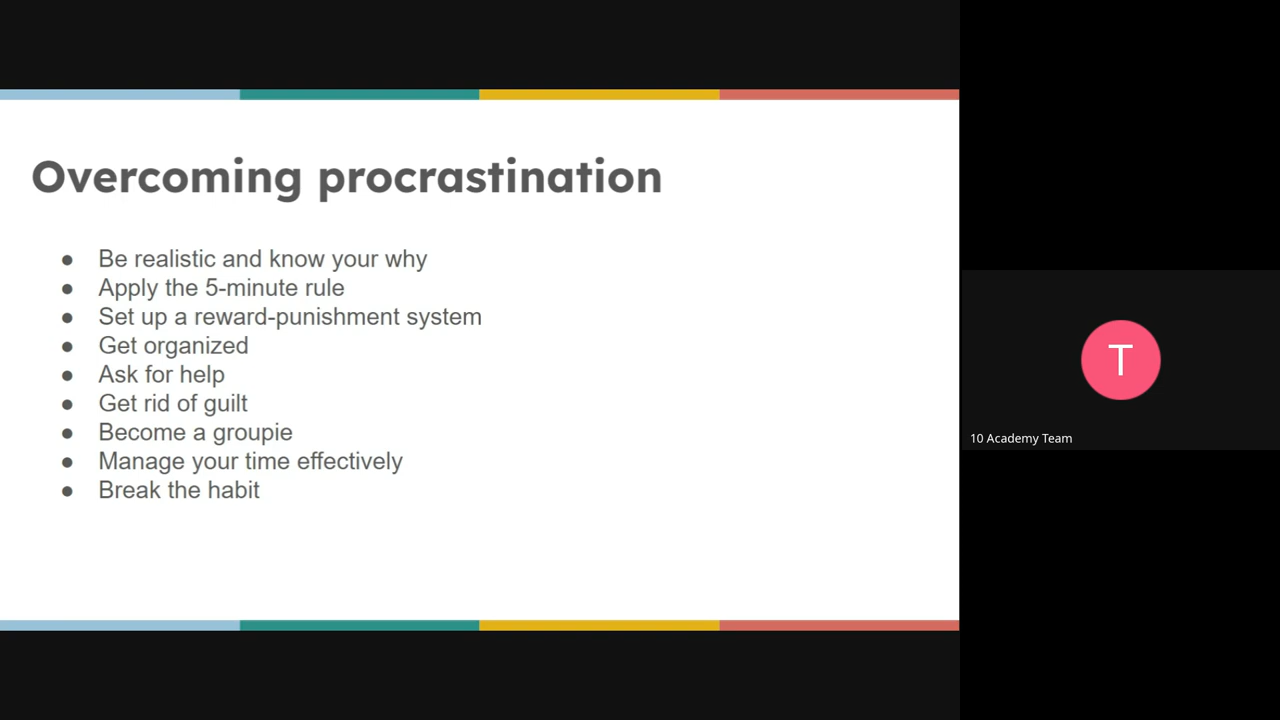 Overcoming procrastination
● Be realistic and know your why
● Apply the 5-minute rule
● Set up a reward-punishment system
● Get organized
● Ask for help
● Get rid of guilt
● Become a groupie
● Manage your time effectively
● Break the habit
T
10 Academy Team